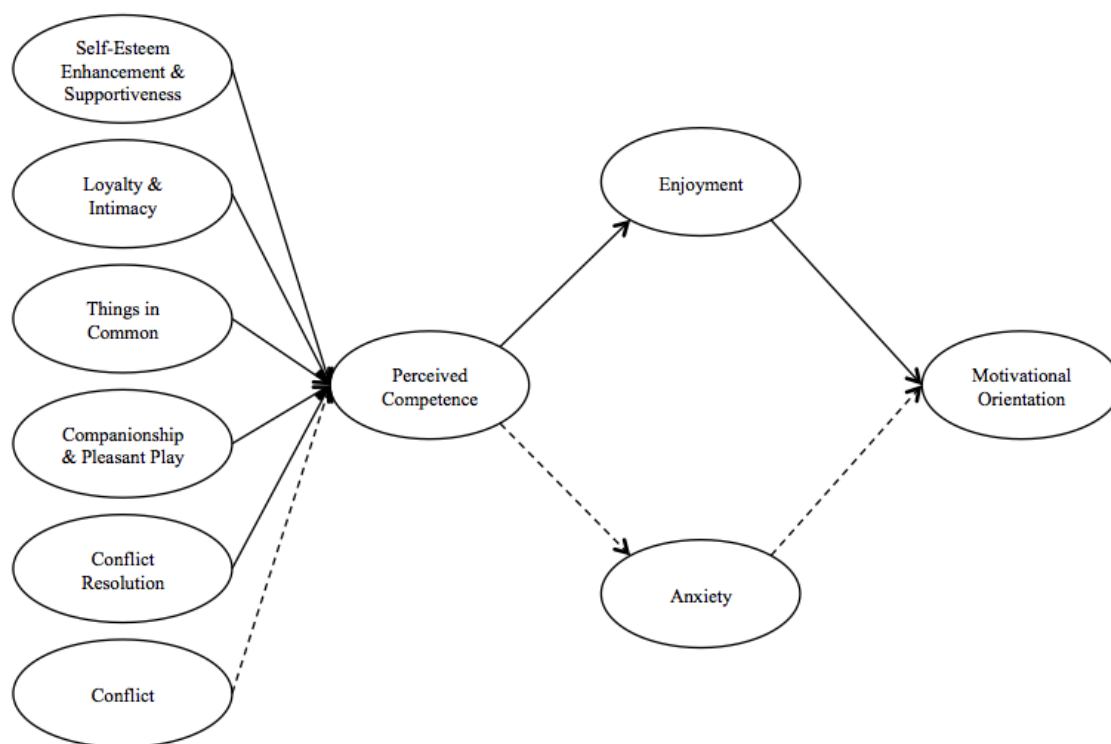 Self-Esteem
Enhancement &
Supportiveness
Loyalty &
Intimacy
Things in
Common
Companionship
& Pleasant Play
Conflict
Resolution
Conflict
Perceived
Competence
Enjoyment
Anxiety
Motivational
Orientation